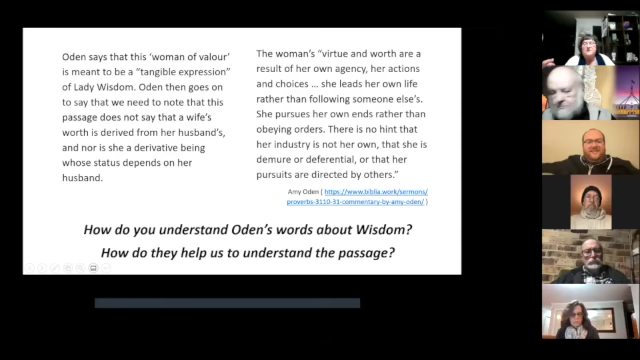 Oden says that this ‘woman of valour’
is meant to be a “tangible expression”
of Lady Wisdom. Oden then goes on
to say that we need to note that this
passage does not say that a wife’s
worth is derived from her husband’s,
and nor is she a derivative being
whose status depends on her
husband.
The woman’s “virtue and worth are a
result of her own agency, her actions
and choices … she leads her own life
rather than following someone else’s.
She pursues her own ends rather than
obeying orders. There is no hint that
her industry is not her own, that she is
demure or deferential, or that her
pursuits are directed by others.”
Amy Oden ( https://www.biblia.work/sermons/
proverbs-3110-31-commentary-by-amy-oden/ )
How do you understand Oden’s words about Wisdom?
How do they help us to understand the passage?